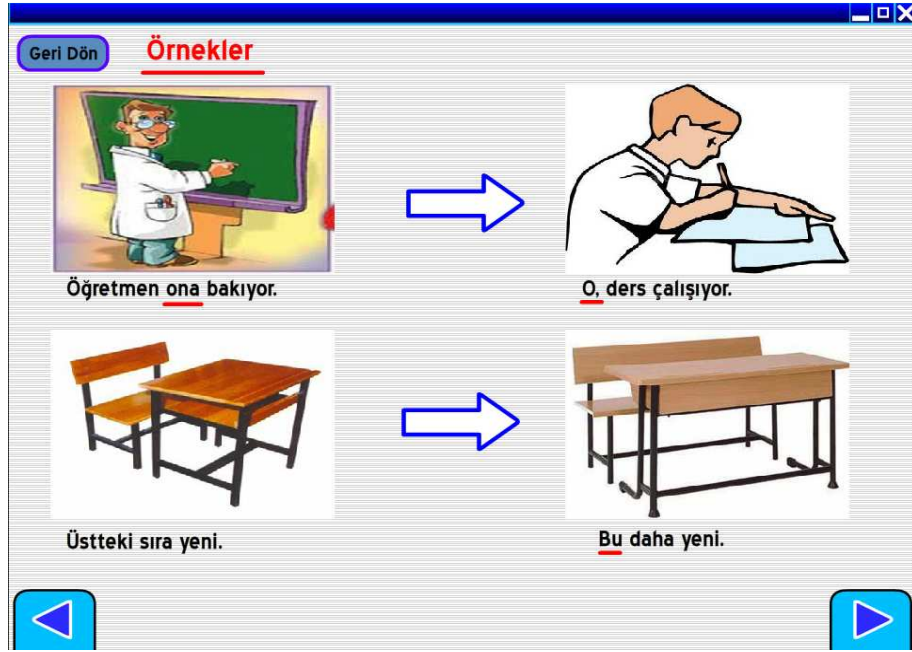 Geri Dön
Örnekler
Öğretmen ona bakıyor.
O, ders çalışıyor.
Üstteki sıra yeni.
Bu daha yeni.